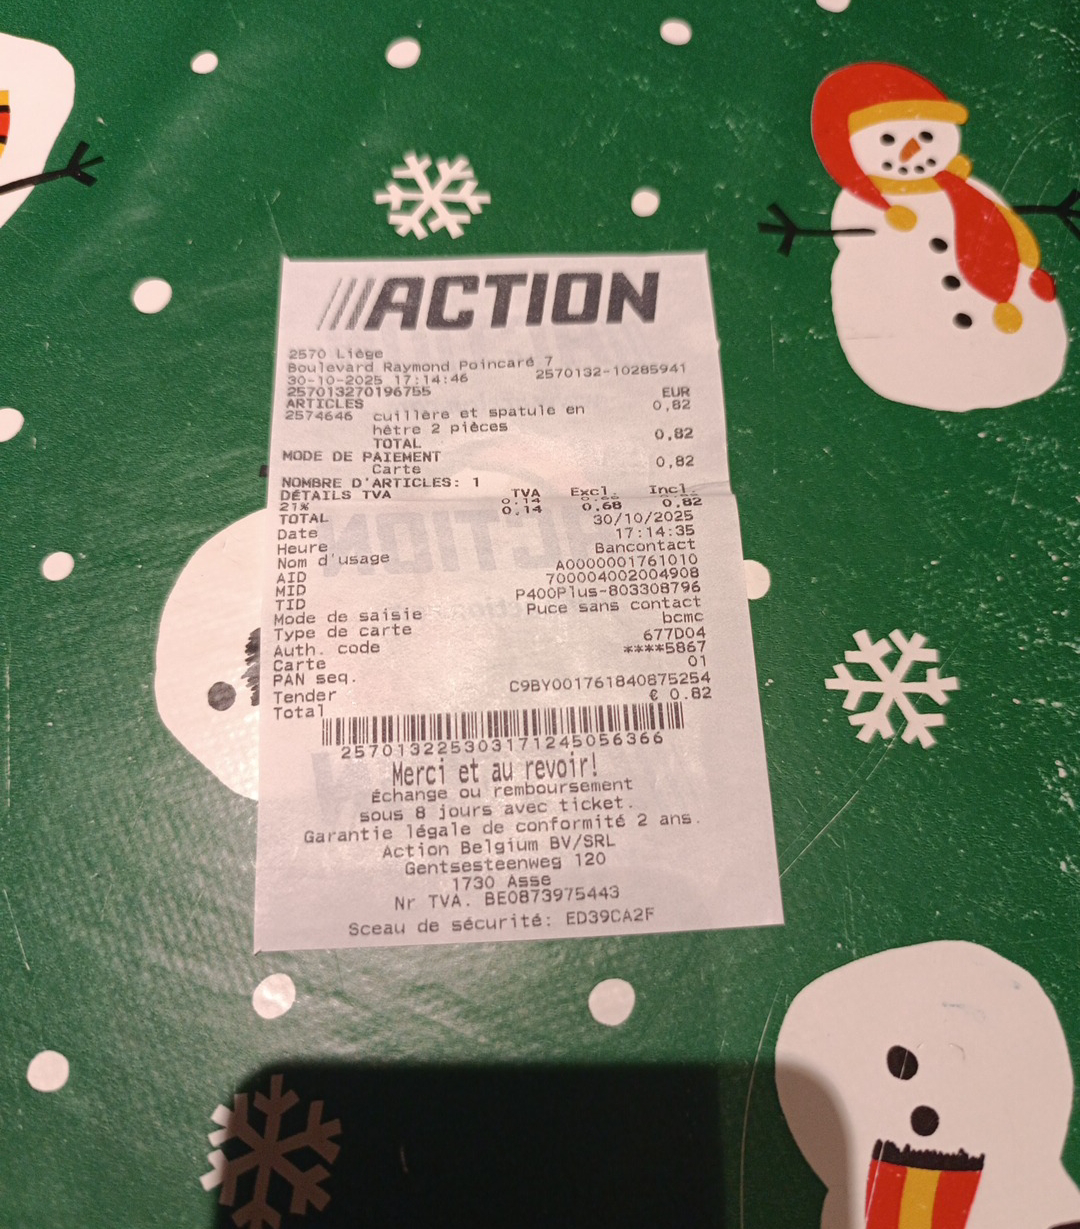 ACTION
2570 Liège
Boulevard Raymond Poincaré 7
30-10-2025 17:14:46 2570132-10285941
257013270196755
ARTICLES EUR
2574646 cuillère et spatule en 0,82
hêtre 2 pièces
TOTAL 0,82
MODE DE PAIEMENT
Carte 0,82
NOMBRE D'ARTICLES: 1
DÉTAILS TVA TVA Excl. Incl.
21% 0.14 0.68 0.82
TOTAL 0.14 0.68 0.82
Date 30/10/2025
Heure 17:14:35
Nom d'usage Bancontact
AID A0000001761010
MID 700004002004908
TID P400Plus-803308796
Mode de saisie Puce sans contact
Type de carte bcmc
Auth. code 677D04
Carte ****5867
PAN seq. 01
Tender C9BY001761840875254
Total € 0.82
257013225303171245056366
Merci et au revoir!
Échange ou remboursement
sous 8 jours avec ticket.
Garantie légale de conformité 2 ans.
Action Belgium BV/SRL
Gentsesteenweg 120
1730 Asse
Nr TVA. BE0873975443
Sceau de sécurité: ED39CA2F